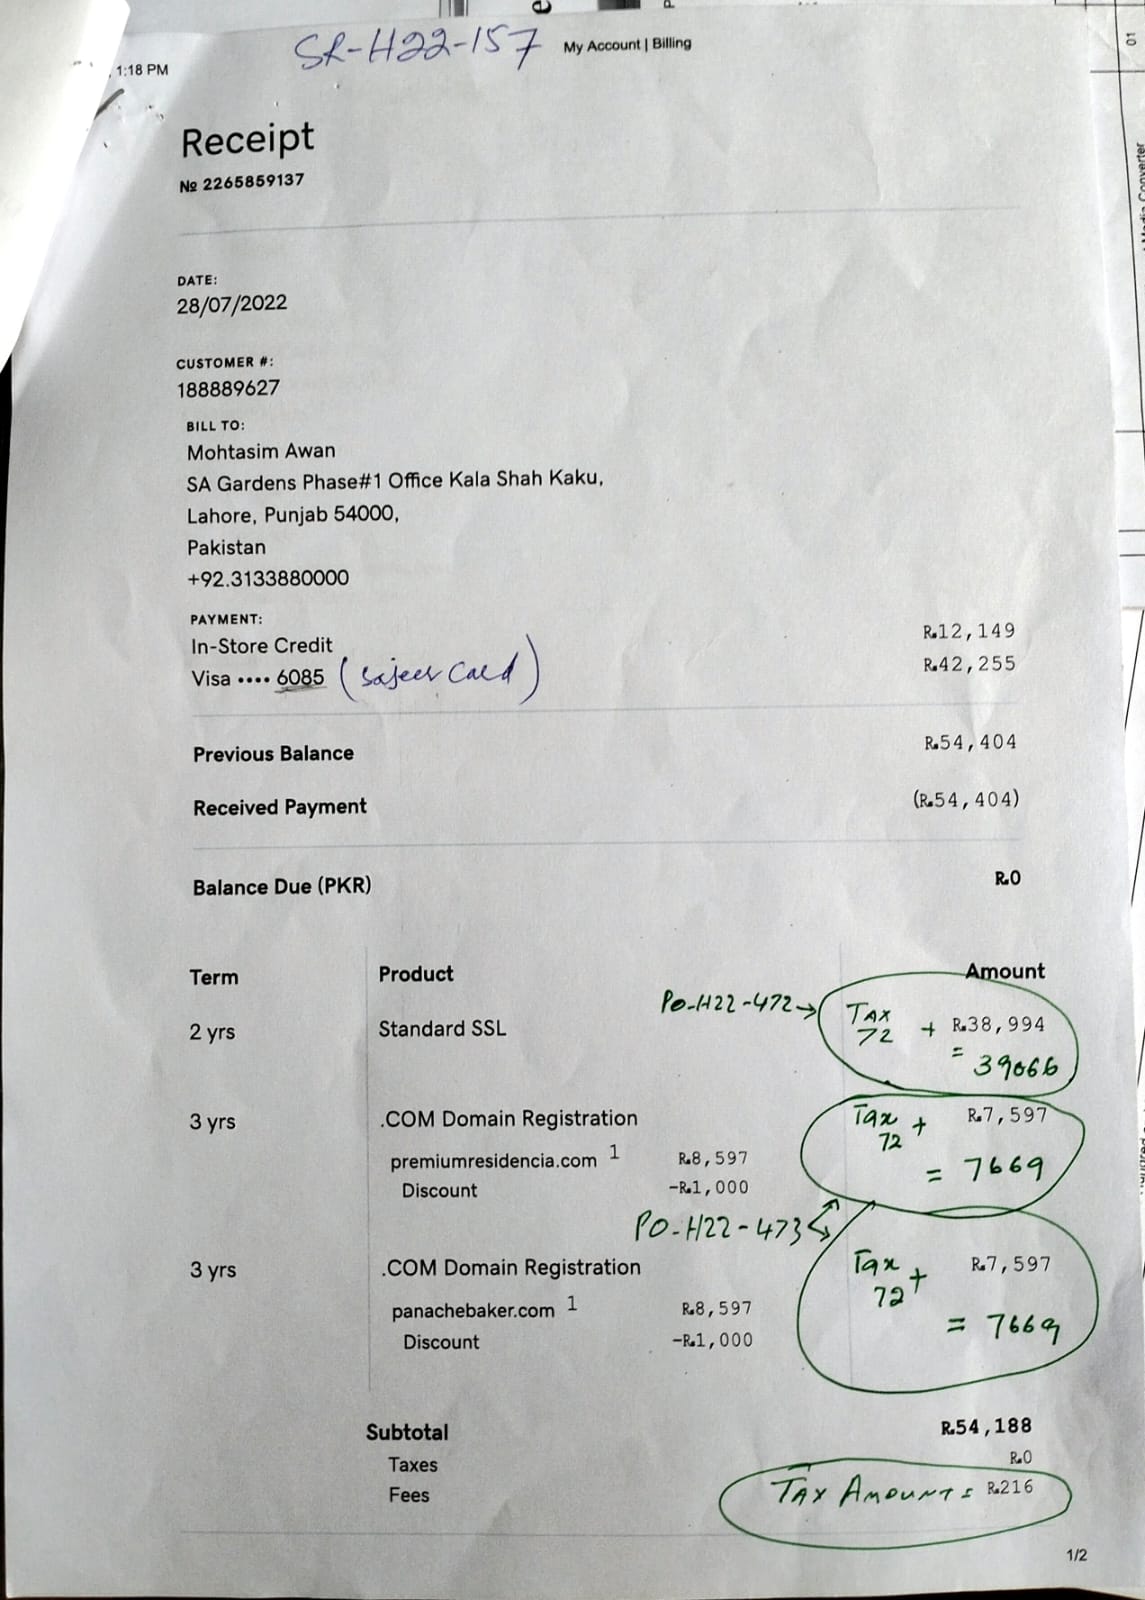 SR-H22-157 My Account | Billing
1:18 PM
Receipt
№ 2265859137
DATE:
28/07/2022
CUSTOMER #:
188889627
BILL TO:
Mohtasim Awan
SA Gardens Phase#1 Office Kala Shah Kaku,
Lahore, Punjab 54000,
Pakistan
+92.3133880000
PAYMENT:
In-Store Credit ₨12,149
Visa •••• 6085 (Sajeer Card) ₨42,255
Previous Balance ₨54,404
Received Payment (₨54,404)
Balance Due (PKR) ₨0
Term Product Amount
PO-H22-472→
2 yrs Standard SSL TAX 72 + ₨38,994
= 39066
3 yrs .COM Domain Registration Tax 72 + ₨7,597
premiumresidencia.com 1 ₨8,597 = 7669
Discount -₨1,000
PO-H22-473
3 yrs .COM Domain Registration Tax 72 + ₨7,597
panachebaker.com 1 ₨8,597 = 7669
Discount -₨1,000
Subtotal ₨54,188
Taxes ₨0
Fees TAX AMOUNT: ₨216
1/2
01
Media Converter